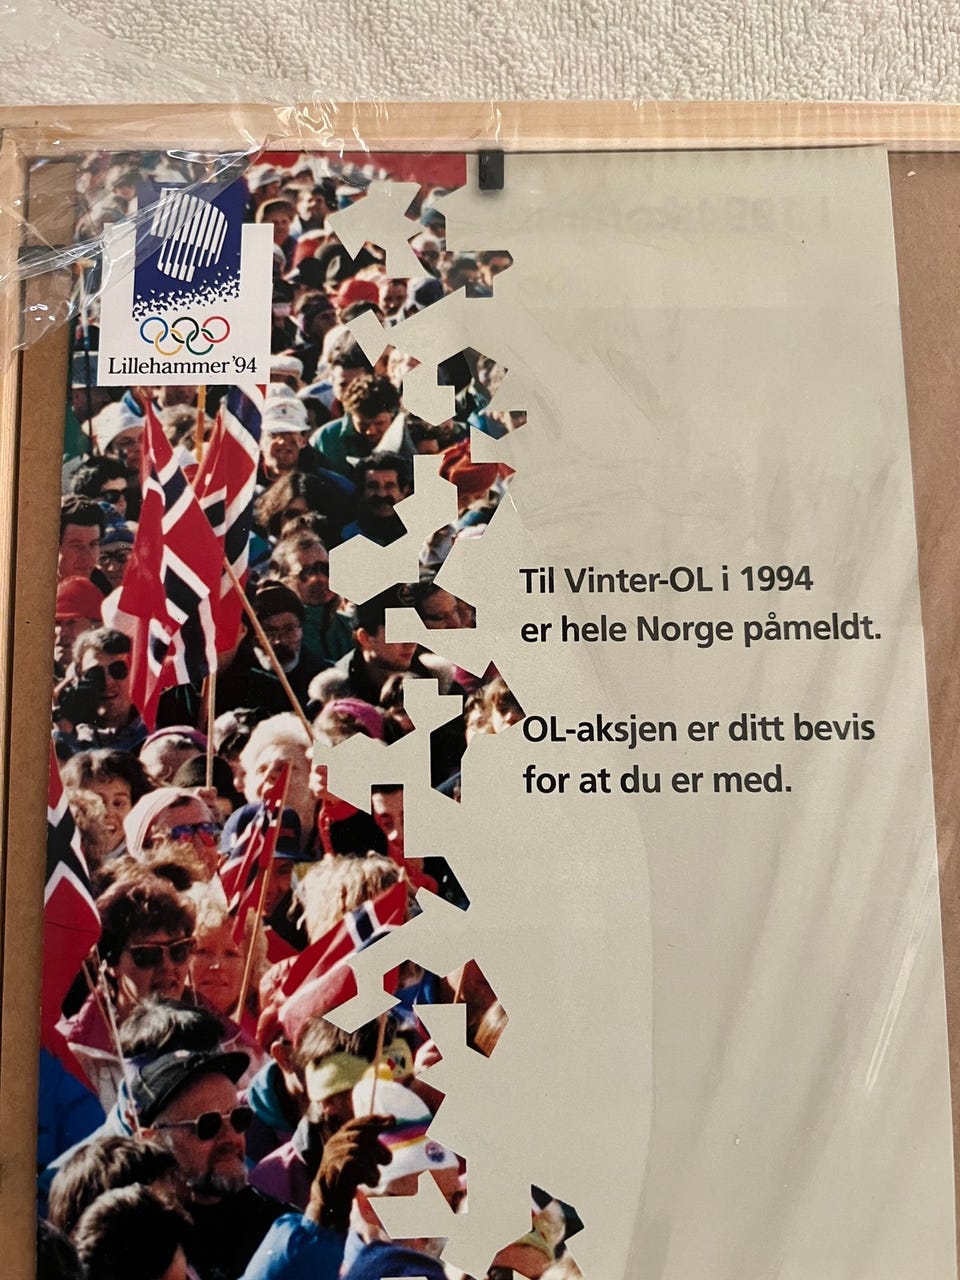 Lillehammer '94
Til Vinter-OL i 1994
er hele Norge påmeldt.
OL-aksjen er ditt bevis
for at du er med.